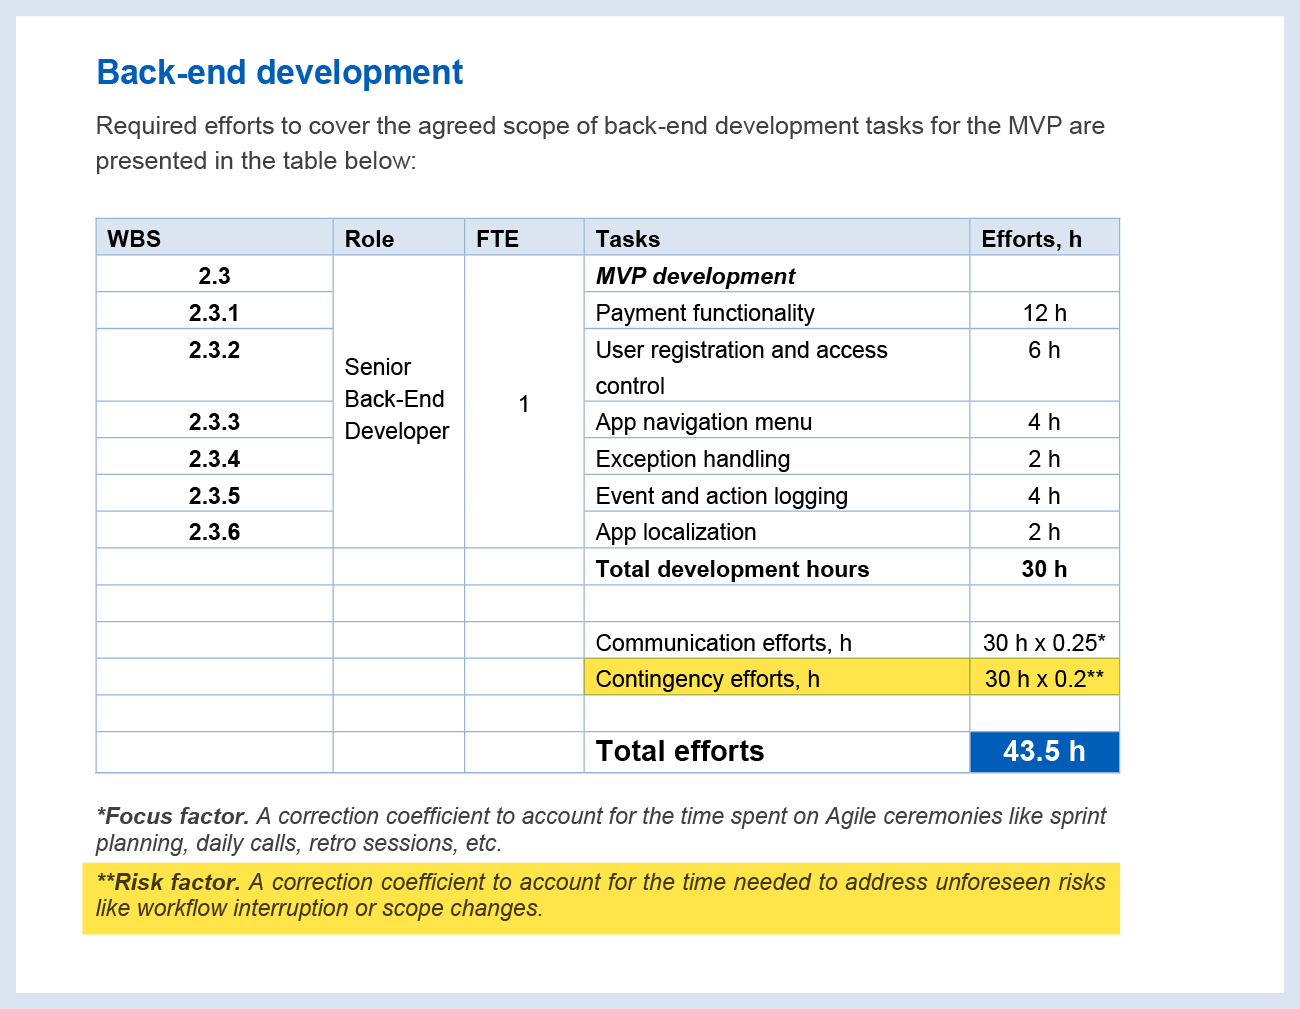 Back-end development
Required efforts to cover the agreed scope of back-end development tasks for the MVP are
presented in the table below:
WBS Role FTE Tasks Efforts, h
2.3 MVP development
2.3.1 Payment functionality 12 h
2.3.2 User registration and access 6 h
control
Senior
Back-End
Developer
1
2.3.3 App navigation menu 4 h
2.3.4 Exception handling 2 h
2.3.5 Event and action logging 4 h
2.3.6 App localization 2 h
Total development hours 30 h
Communication efforts, h 30 h x 0.25*
Contingency efforts, h 30 h x 0.2**
Total efforts 43.5 h
*Focus factor. A correction coefficient to account for the time spent on Agile ceremonies like sprint
planning, daily calls, retro sessions, etc.
**Risk factor. A correction coefficient to account for the time needed to address unforeseen risks
like workflow interruption or scope changes.